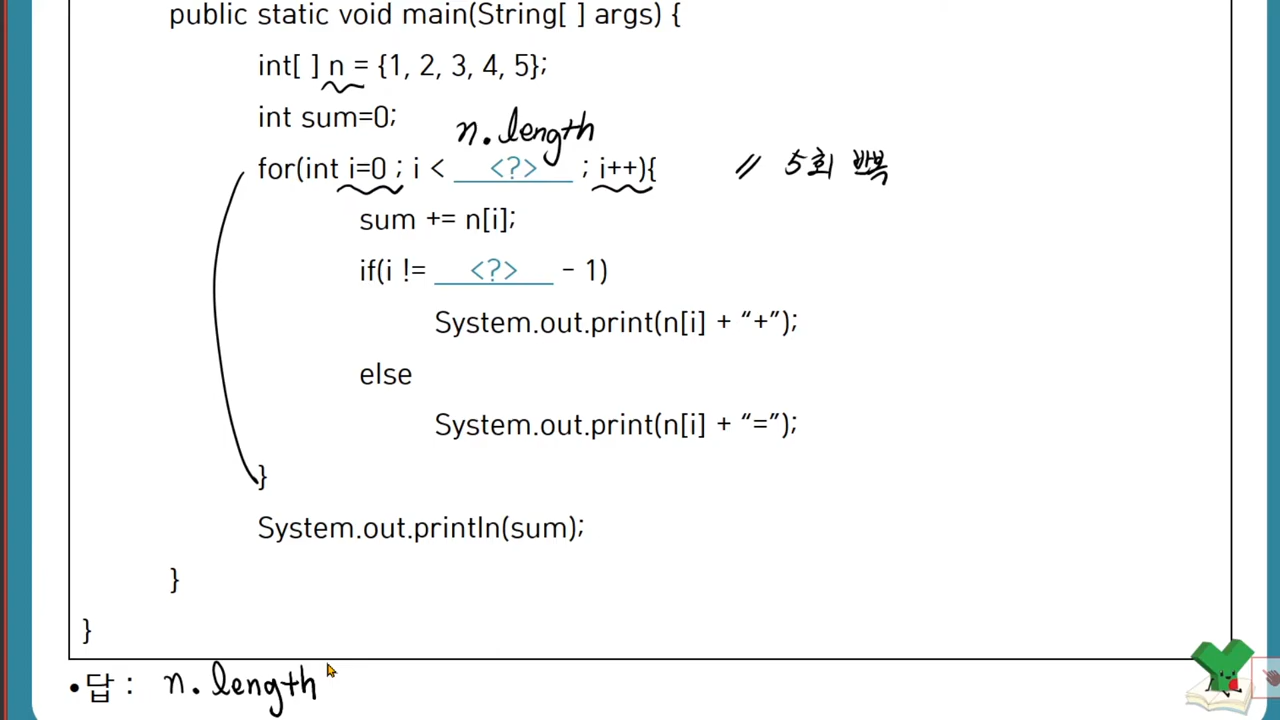 public static void main(String[ ] args) {
int[ ] n = {1, 2, 3, 4, 5};
int sum=0;
n.length
for(int i=0 ; i < <?> ; i++){ // 5회 반복
sum += n[i];
if(i != <?> - 1)
System.out.print(n[i] + “+”);
else
System.out.print(n[i] + “=”);
}
System.out.println(sum);
}
}
•답 : n.length